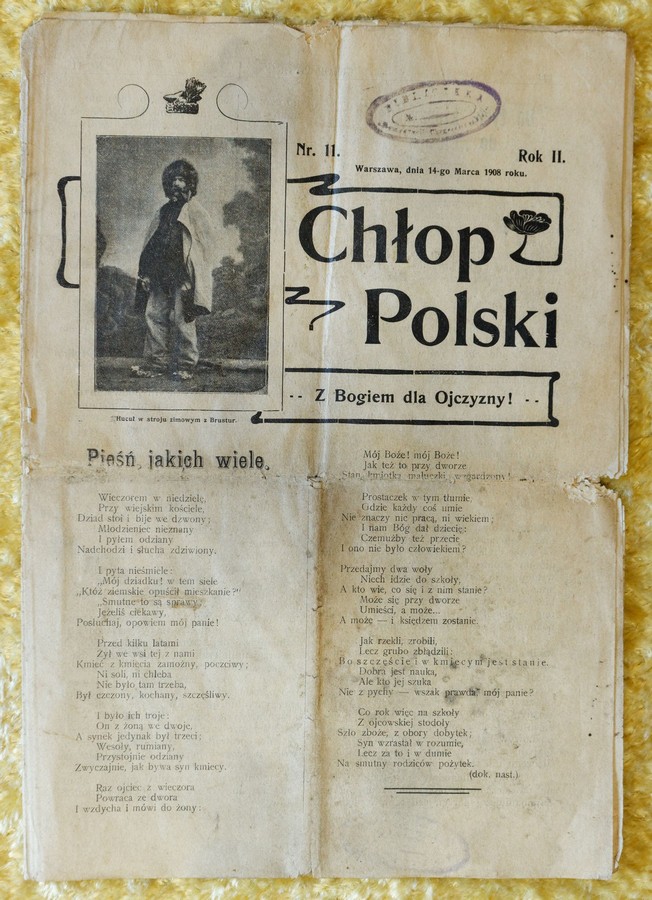 BIBLIOTEKA
Nr. 11.
Rok II.
Warszawa, dnia 14-go Marca 1908 roku.
Chłop
Polski
-- Z Bogiem dla Ojczyzny! --
Hucuł w stroju zimowym z Brustur.
Pieśń, jakich wiele.
Wieczorem w niedzielę,
Przy wiejskim kościele,
Dziad stoi i bije we dzwony;
Młodzieniec nieznany
I pyłem odziany
Nadchodzi i słucha zdziwiony.
I pyta nieśmiele:
„Mój dziadku! w tem siele
„Któż ziemskie opuścił mieszkanie?"
„Smutne to są sprawy
Jeżeliś ciekawy,
Posłuchaj, opowiem mój panie!
Przed kilku latami
Żył we wsi tej z nami
Kmieć z kmiecia zamożny, poczciwy;
Ni soli, ni chleba
Nie było tam trzeba,
Był czczony, kochany, szczęśliwy.
I było ich troje:
On z żoną we dwoje,
A synek jedynak był trzeci;
Wesoły, rumiany,
Przystojnie odziany
Zwyczajnie, jak bywa syn kmiecy.
Raz ojciec z wieczora
Powraca ze dwora
I wzdycha i mówi do żony:
Mój Boże! mój Boże!
Jak też to przy dworze
Stan kmiotka malutki, wzgardzony!
Prostaczek w tym tłumie,
Gdzie każdy coś umie
Nie znaczy nic pracą, ni wiekiem;
I nam Bóg dał dziecię:
Czemużby też przecie
I ono nie było człowiekiem?
Przedajmy dwa woły
Niech idzie do szkoły,
A kto wie, co się i z nim stanie?
Może się przy dworze
Umieści, a może...
A może — i księdzem zostanie.
Jak rzekli, zrobili,
Lecz grubo zbłądzili:
Bo szczęście i w kmiecym jest stanie.
Dobra jest nauka,
Ale kto jej szuka
Nie z pychy — wszak prawda, mój panie?
Co rok więc na szkoły
Z ojcowskiej stodoły
Szło zboże, z obory dobytek;
Syn wzrastał w rozumie,
Lecz za to i w dumie
Na smutny rodziców pożytek.
(dok. nast.)